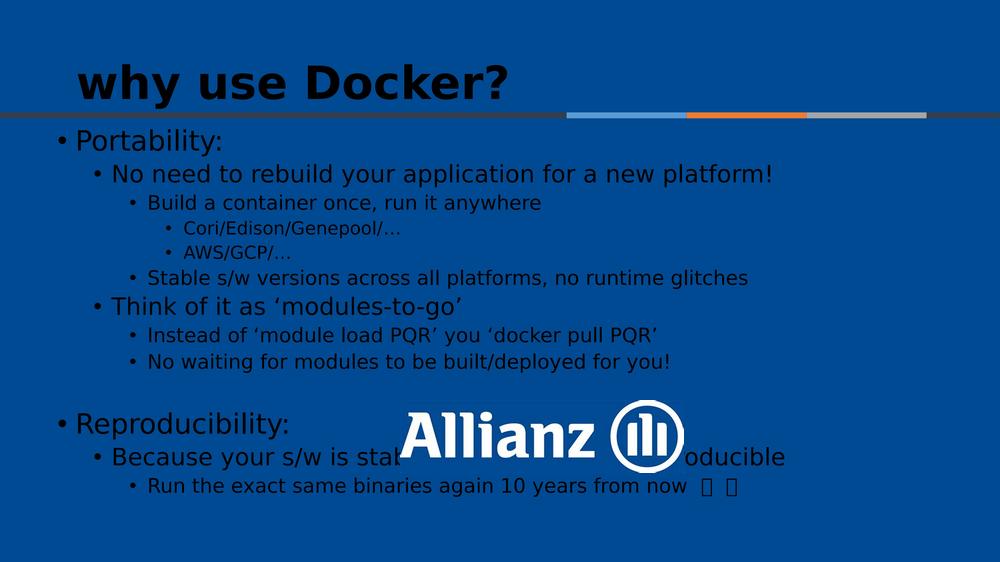 why use Docker?
• Portability:
• No need to rebuild your application for a new platform!
• Build a container once, run it anywhere
• Cori/Edison/Genepool/…
• AWS/GCP/…
• Stable s/w versions across all platforms, no runtime glitches
• Think of it as ‘modules-to-go’
• Instead of ‘module load PQR’ you ‘docker pull PQR’
• No waiting for modules to be built/deployed for you!
• Reproducibility:
Allianz
• Because your s/w is
• Run the exact same binaries again 10 years from now